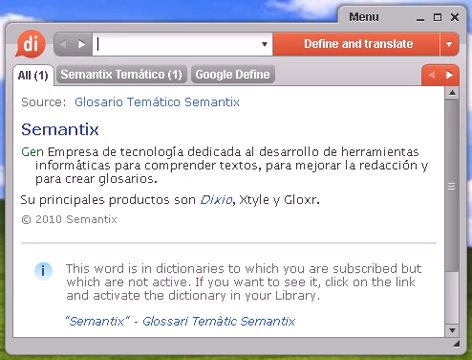 Menu
di
Define and translate
All (1)
Semantix Temático (1)
Google Define
Source: Glosario Temático Semantix
Semantix
Gen Empresa de tecnología dedicada al desarrollo de herramientas
informáticas para comprender textos, para mejorar la redacción y
para crear glosarios.
Su principales productos son Dixio, Xtyle y Gloxr.
© 2010 Semantix
i
This word is in dictionaries to which you are subscribed but
which are not active. If you want to see it, click on the link
and activate the dictionary in your Library.
"Semantix" - Glossari Temàtic Semantix